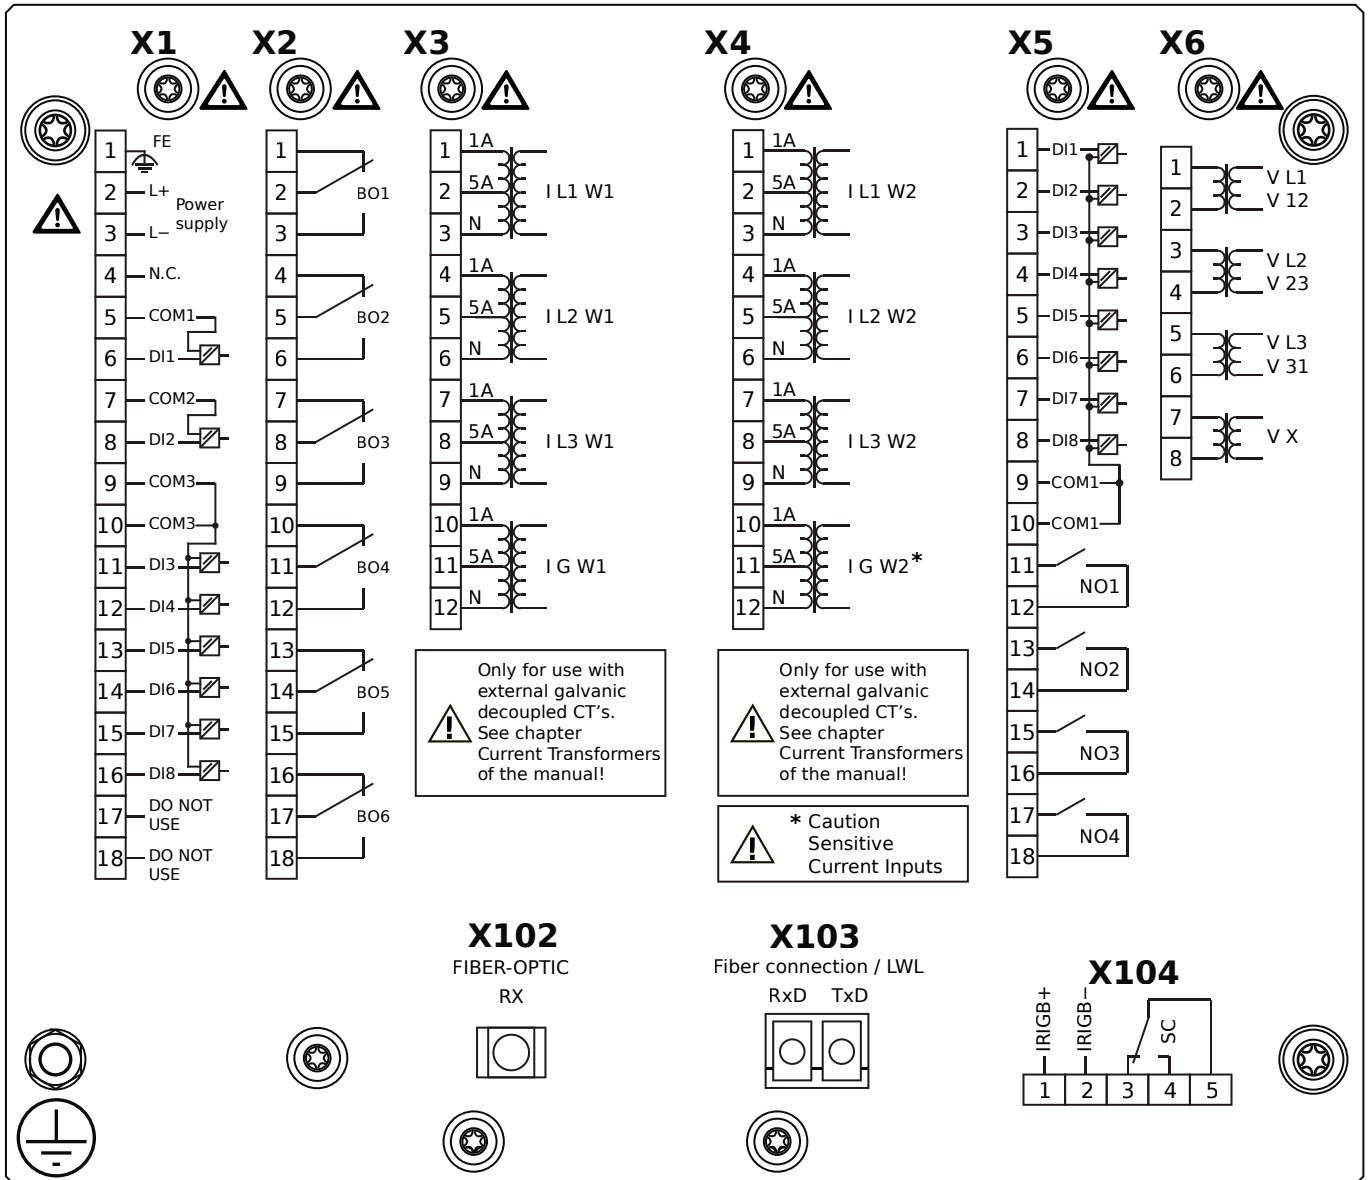 X1
X2
X3
X4
X5
X6
1 FE
2 L+
Power
supply
3 L−
4 N.C.
5 COM1
6 DI1
7 COM2
8 DI2
9 COM3
10 COM3
11 DI3
12 DI4
13 DI5
14 DI6
15 DI7
16 DI8
17 DO NOT
USE
18 DO NOT
USE
1
2 BO1
3
4
5 BO2
6
7
8 BO3
9
10
11 BO4
12
13
14 BO5
15
16
17 BO6
18
1 1A
2 5A I L1 W1
3 N
4 1A
5 5A I L2 W1
6 N
7 1A
8 5A I L3 W1
9 N
10 1A
11 5A I G W1
12 N
Only for use with
external galvanic
decoupled CT's.
See chapter
Current Transformers
of the manual!
1 1A
2 5A I L1 W2
3 N
4 1A
5 5A I L2 W2
6 N
7 1A
8 5A I L3 W2
9 N
10 1A
11 5A I G W2*
12 N
Only for use with
external galvanic
decoupled CT's.
See chapter
Current Transformers
of the manual!
* Caution
Sensitive
Current Inputs
1 DI1
2 DI2
3 DI3
4 DI4
5 DI5
6 DI6
7 DI7
8 DI8
9 COM1
10 COM1
11
NO1
12
13
NO2
14
15
NO3
16
17
NO4
18
1
V L1
V 12
2
3
V L2
V 23
4
5
V L3
V 31
6
7
V X
8
X102
FIBER-OPTIC
RX
X103
Fiber connection / LWL
RxD TxD
X104
IRIGB+
IRIGB−
SC
1 2 3 4 5